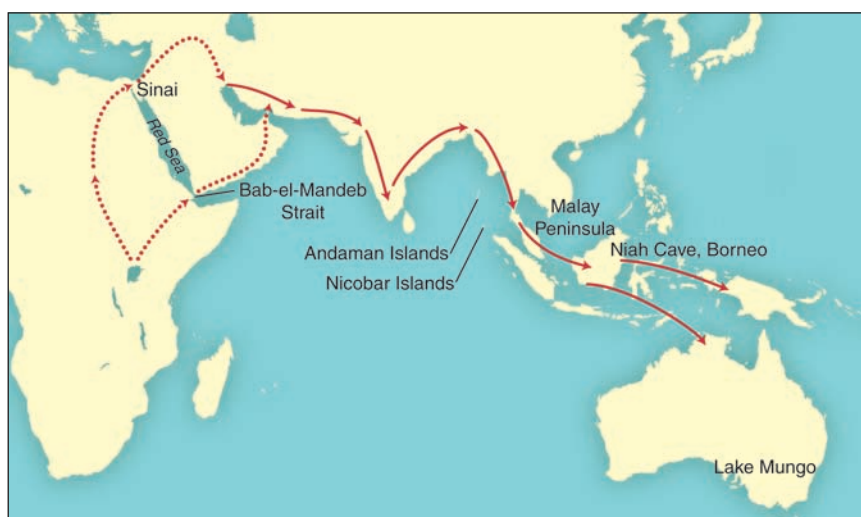 Sinai
Red Sea
Bab-el-Mandeb
Strait
Andaman Islands
Nicobar Islands
Malay
Peninsula
Niah Cave, Borneo
Lake Mungo